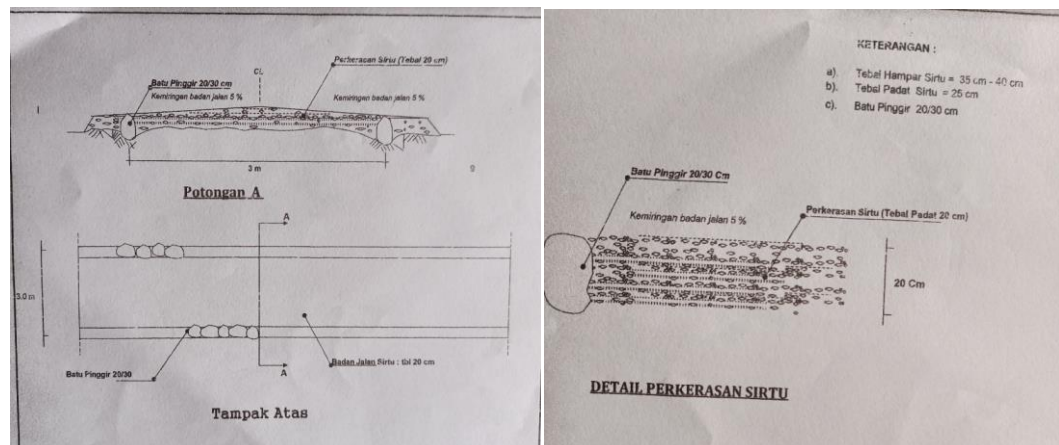 Perkerasan Sirtu (Tebal 20 cm)
CL
Batu Pinggir 20/30 cm
Kemiringan badan jalan 5 %
Kemiringan badan jalan 5 %
3 m
Potongan A
A
3.0 m
A
Batu Pinggir 20/30
Badan Jalan Sirtu : tbl 20 cm
Tampak Atas
KETERANGAN :
a). Tebal Hampar Sirtu = 35 cm - 40 cm
b). Tebal Padat Sirtu = 25 cm
c). Batu Pinggir 20/30 cm
Batu Pinggir 20/30 Cm
Kemiringan badan jalan 5 %
Perkerasan Sirtu (Tebal Padat 20 cm)
20 Cm
DETAIL PERKERASAN SIRTU